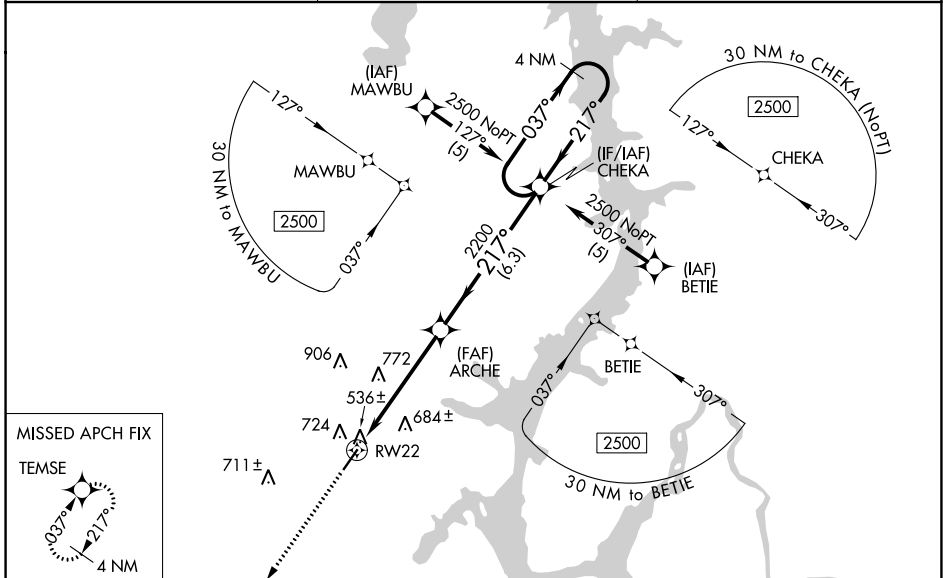 30 NM to MAWBU
127°
MAWBU
2500
037°
(IAF)
MAWBU
2500 NoPT
127°
(5)
4 NM
037°
217°
(IF/IAF)
CHEKA
30 NM to CHEKA (NoPT)
2500
127°
CHEKA
307°
2500 NoPT
307°
(5)
(IAF)
BETIE
2200
217°
(6.3)
(FAF)
ARCHE
906
772
536±
724
684±
RW22
711±
037°
BETIE
307°
2500
30 NM to BETIE
MISSED APCH FIX
TEMSE
037°
217°
4 NM